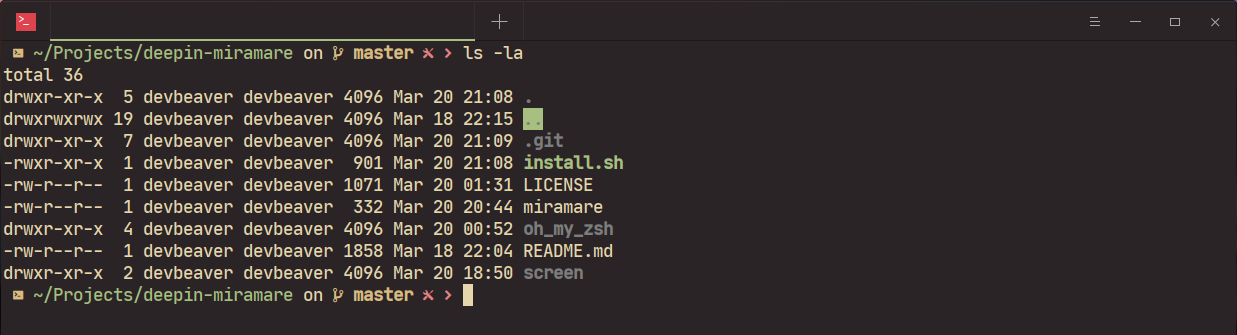 ~/Projects/deepin-miramare on master > ls -la
total 36
drwxr-xr-x  5 devbeaver devbeaver 4096 Mar 20 21:08 .
drwxrwxrwx 19 devbeaver devbeaver 4096 Mar 18 22:15 ..
drwxr-xr-x  7 devbeaver devbeaver 4096 Mar 20 21:09 .git
-rwxr-xr-x  1 devbeaver devbeaver  901 Mar 20 21:08 install.sh
-rw-r--r--  1 devbeaver devbeaver 1071 Mar 20 01:31 LICENSE
-rw-r--r--  1 devbeaver devbeaver  332 Mar 20 20:44 miramare
drwxr-xr-x  4 devbeaver devbeaver 4096 Mar 20 00:52 oh_my_zsh
-rw-r--r--  1 devbeaver devbeaver 1858 Mar 18 22:04 README.md
drwxr-xr-x  2 devbeaver devbeaver 4096 Mar 20 18:50 screen
~/Projects/deepin-miramare on master >